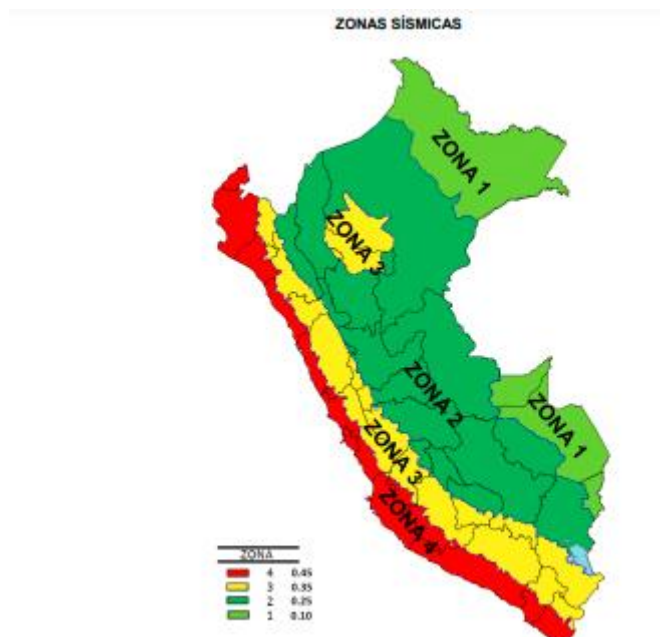 ZONAS SÍSMICAS
ZONA 1
ZONA 3
ZONA 2
ZONA 1
ZONA 3
ZONA 4
ZONA
4 0.45
3 0.35
2 0.25
1 0.10